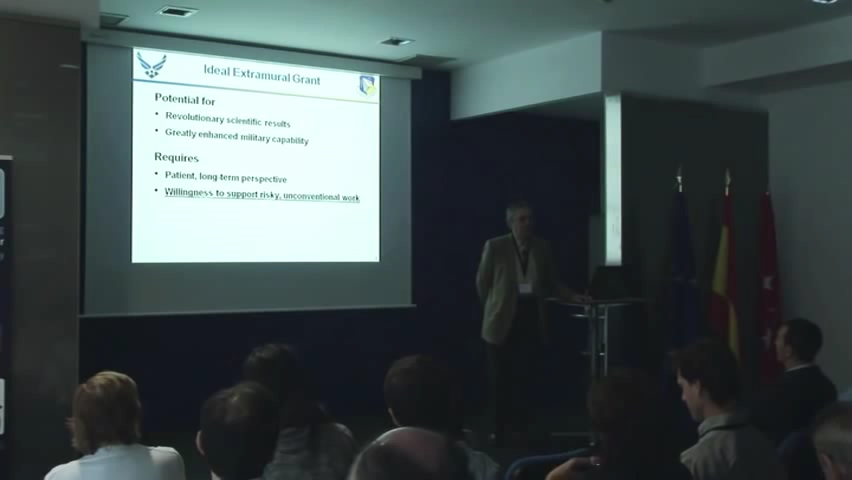 Ideal Extramural Grant
Potential for
• Revolutionary scientific results
• Greatly enhanced military capability
Requires
• Patient, long-term perspective
• Willingness to support risky, unconventional work